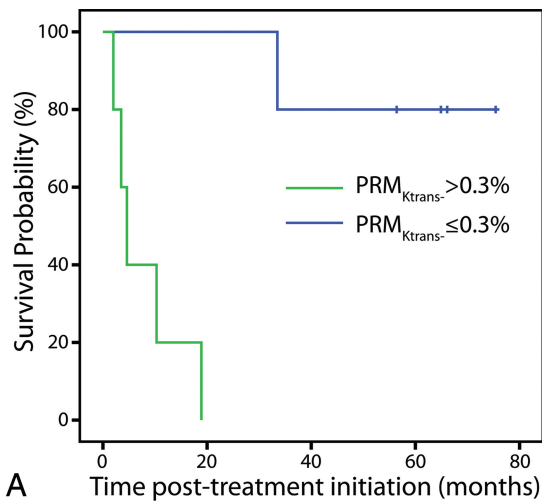 100
80
60
40
20
0
Survival Probability (%)
PRMKtrans->0.3%
PRMKtrans-≤0.3%
0 20 40 60 80
A Time post-treatment initiation (months)